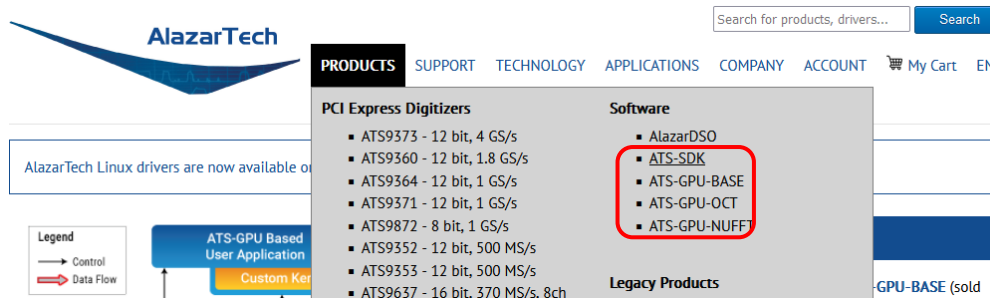 AlazarTech
Search for products, drivers...
Search
PRODUCTS SUPPORT TECHNOLOGY APPLICATIONS COMPANY ACCOUNT My Cart
PCI Express Digitizers
ATS9373 - 12 bit, 4 GS/s
ATS9360 - 12 bit, 1.8 GS/s
ATS9364 - 12 bit, 1 GS/s
ATS9371 - 12 bit, 1 GS/s
ATS9872 - 8 bit, 1 GS/s
ATS9352 - 12 bit, 500 MS/s
ATS9353 - 12 bit, 500 MS/s
ATS9637 - 16 bit, 370 MS/s, 8ch
Software
AlazarDSO
ATS-SDK
ATS-GPU-BASE
ATS-GPU-OCT
ATS-GPU-NUFFT
Legacy Products
AlazarTech Linux drivers are now available
Legend
Control
Data Flow
ATS-GPU Based
User Application
Custom
-GPU-BASE (sold